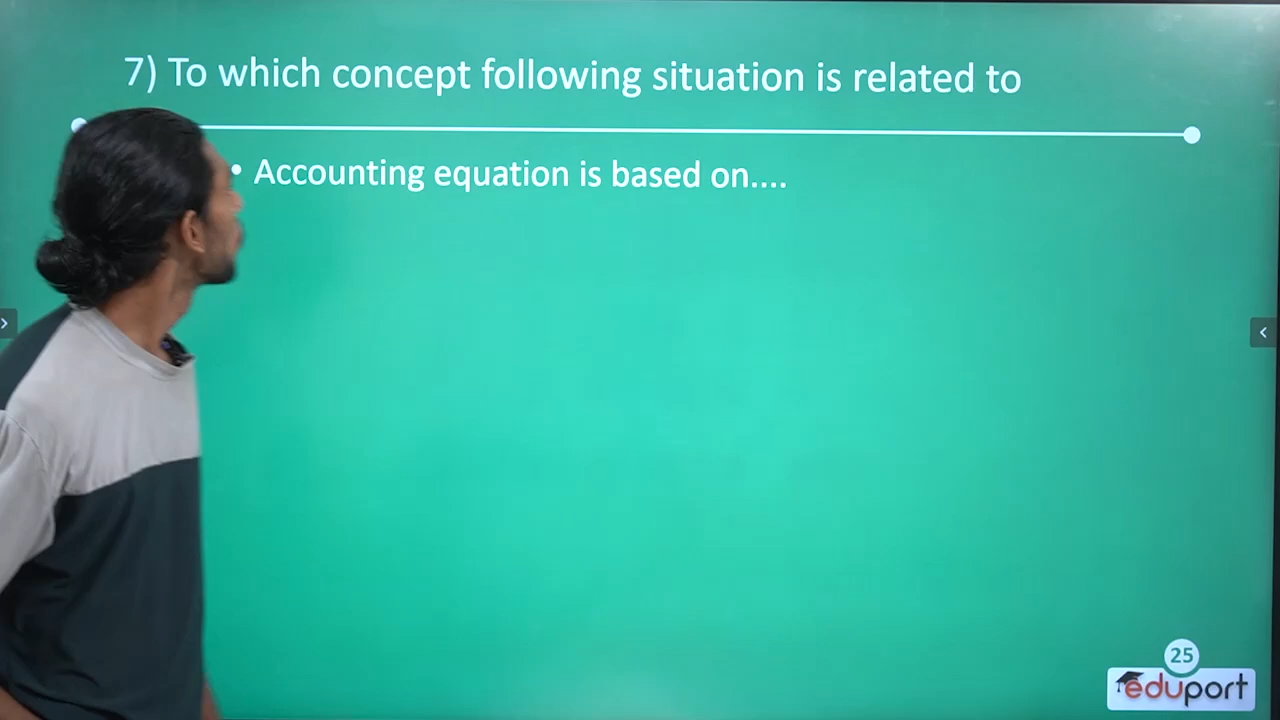 7) To which concept following situation is related to
• Accounting equation is based on....
25
eduport